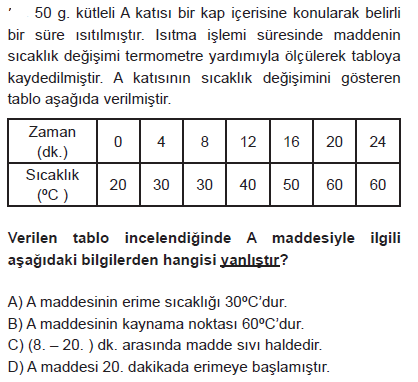 50 g. kütleli A katısı bir kap içerisine konularak belirli
bir süre ısıtılmıştır. Isıtma işlemi süresinde maddenin
sıcaklık değişimi termometre yardımıyla ölçülerek tabloya
kaydedilmiştir. A katısının sıcaklık değişimini gösteren
tablo aşağıda verilmiştir.
Zaman (dk.) 0 4 8 12 16 20 24
Sıcaklık (ºC ) 20 30 30 40 50 60 60
Verilen tablo incelendiğinde A maddesiyle ilgili
aşağıdaki bilgilerden hangisi yanlıştır?
A) A maddesinin erime sıcaklığı 30ºC’dur.
B) A maddesinin kaynama noktası 60ºC’dur.
C) (8. – 20. ) dk. arasında madde sıvı haldedir.
D) A maddesi 20. dakikada erimeye başlamıştır.